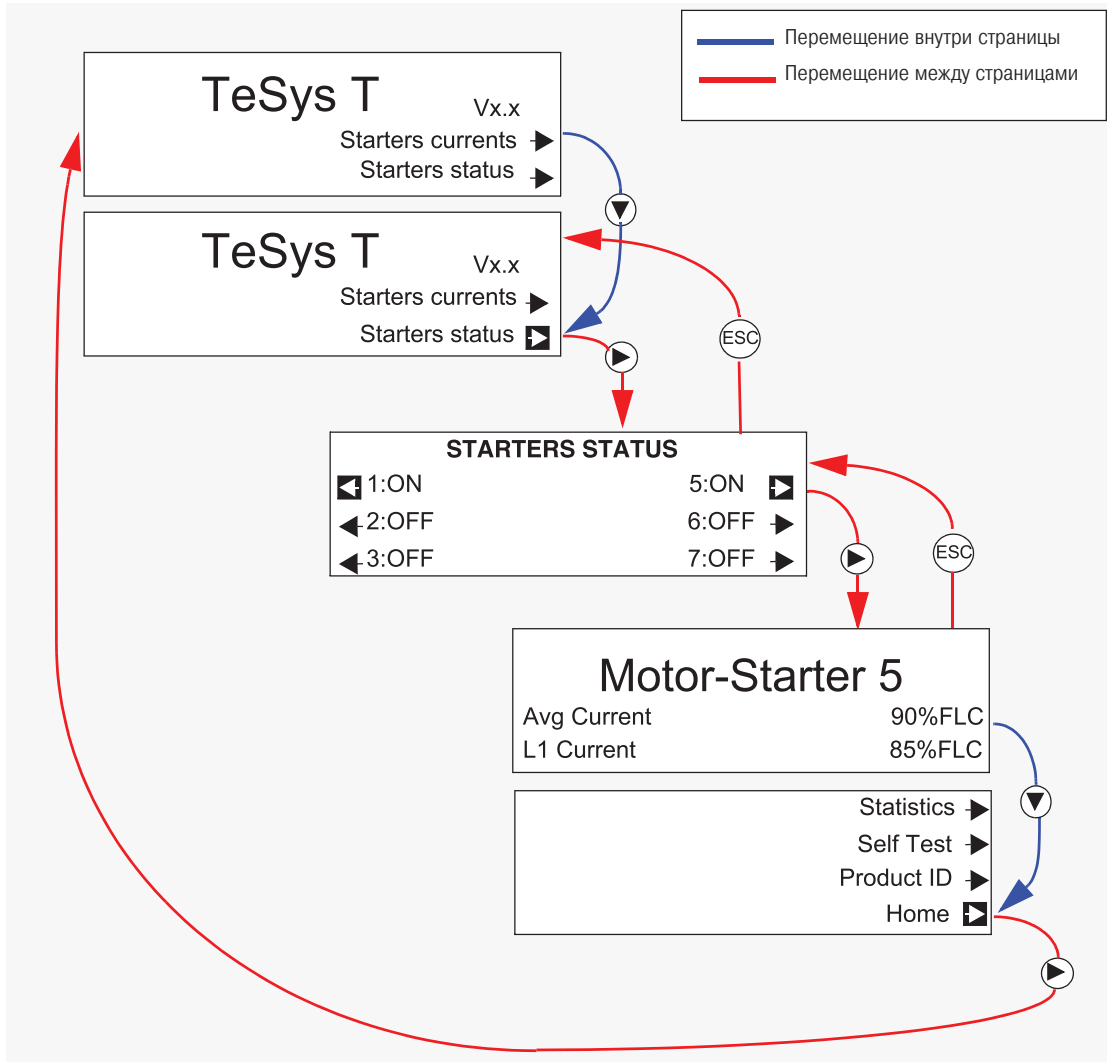 Перемещение внутри страницы
Перемещение между страницами
TeSys T
Vx.x
Starters currents
Starters status
TeSys T
Vx.x
Starters currents
Starters status
ESC
STARTERS STATUS
1:ON 5:ON
2:OFF 6:OFF
3:OFF 7:OFF
ESC
Motor-Starter 5
Avg Current 90%FLC
L1 Current 85%FLC
Statistics
Self Test
Product ID
Home